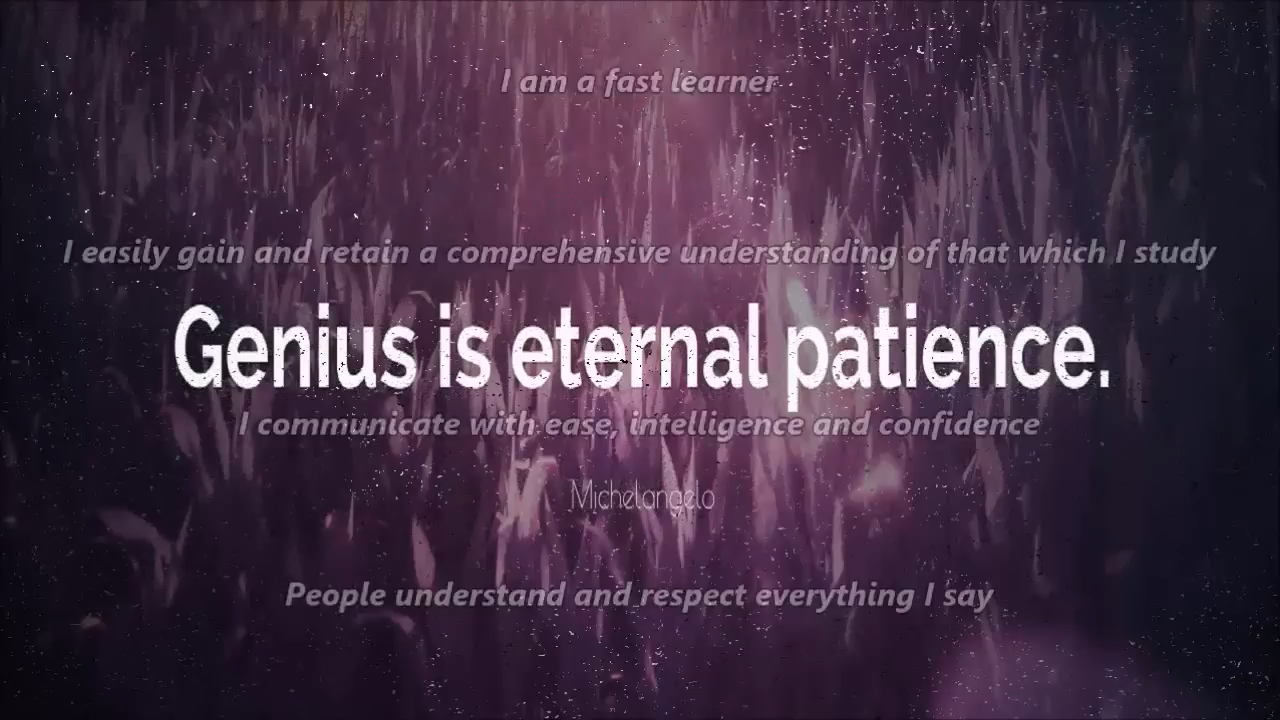 I am a fast learner
I easily gain and retain a comprehensive understanding of that which I study
Genius is eternal patience.
I communicate with ease, intelligence and confidence
Michelangelo
People understand and respect everything I say